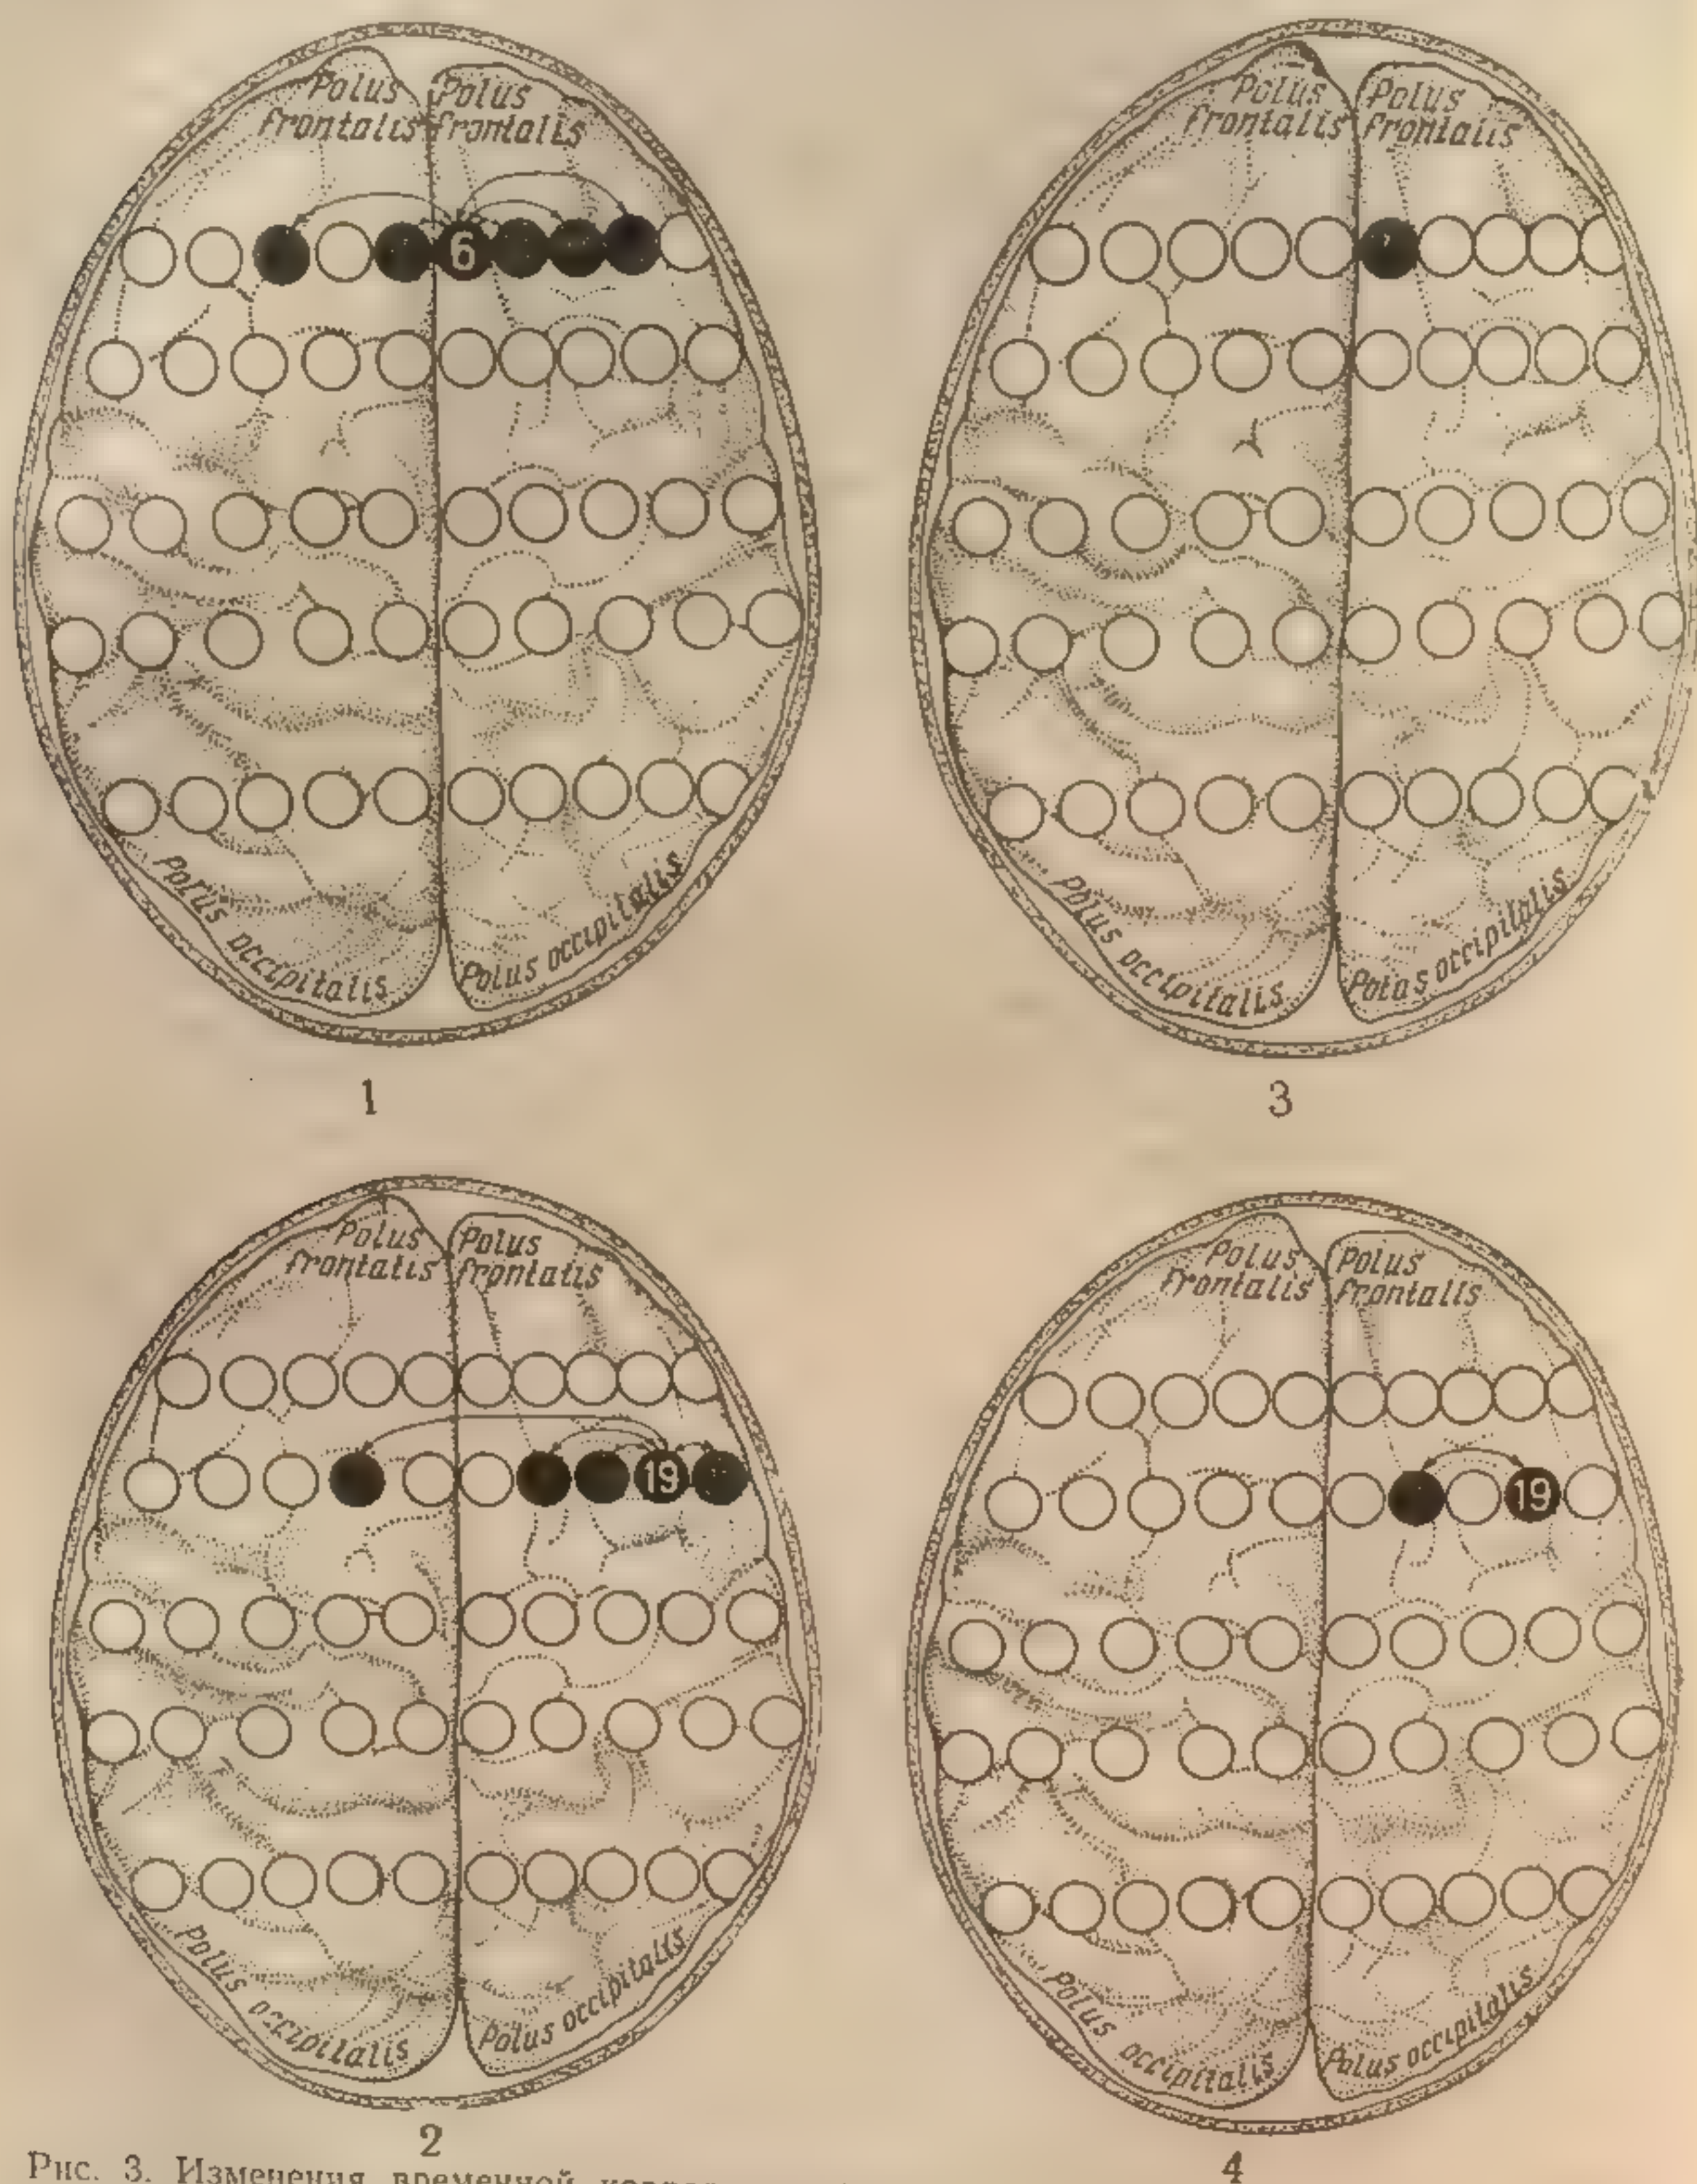 Polus Polus
frontalis frontalis
6
Polus occipitalis Polus occipitalis
1
Polus Polus
frontalis frontalis
Polus occipitalis Polus occipitalis
3
Polus Polus
frontalis frontalis
19
Polus occipitalis Polus occipitalis
2
Polus Polus
frontalis frontalis
19
Polus occipitalis Polus occipitalis
4
Рис. 3. Изменения временной